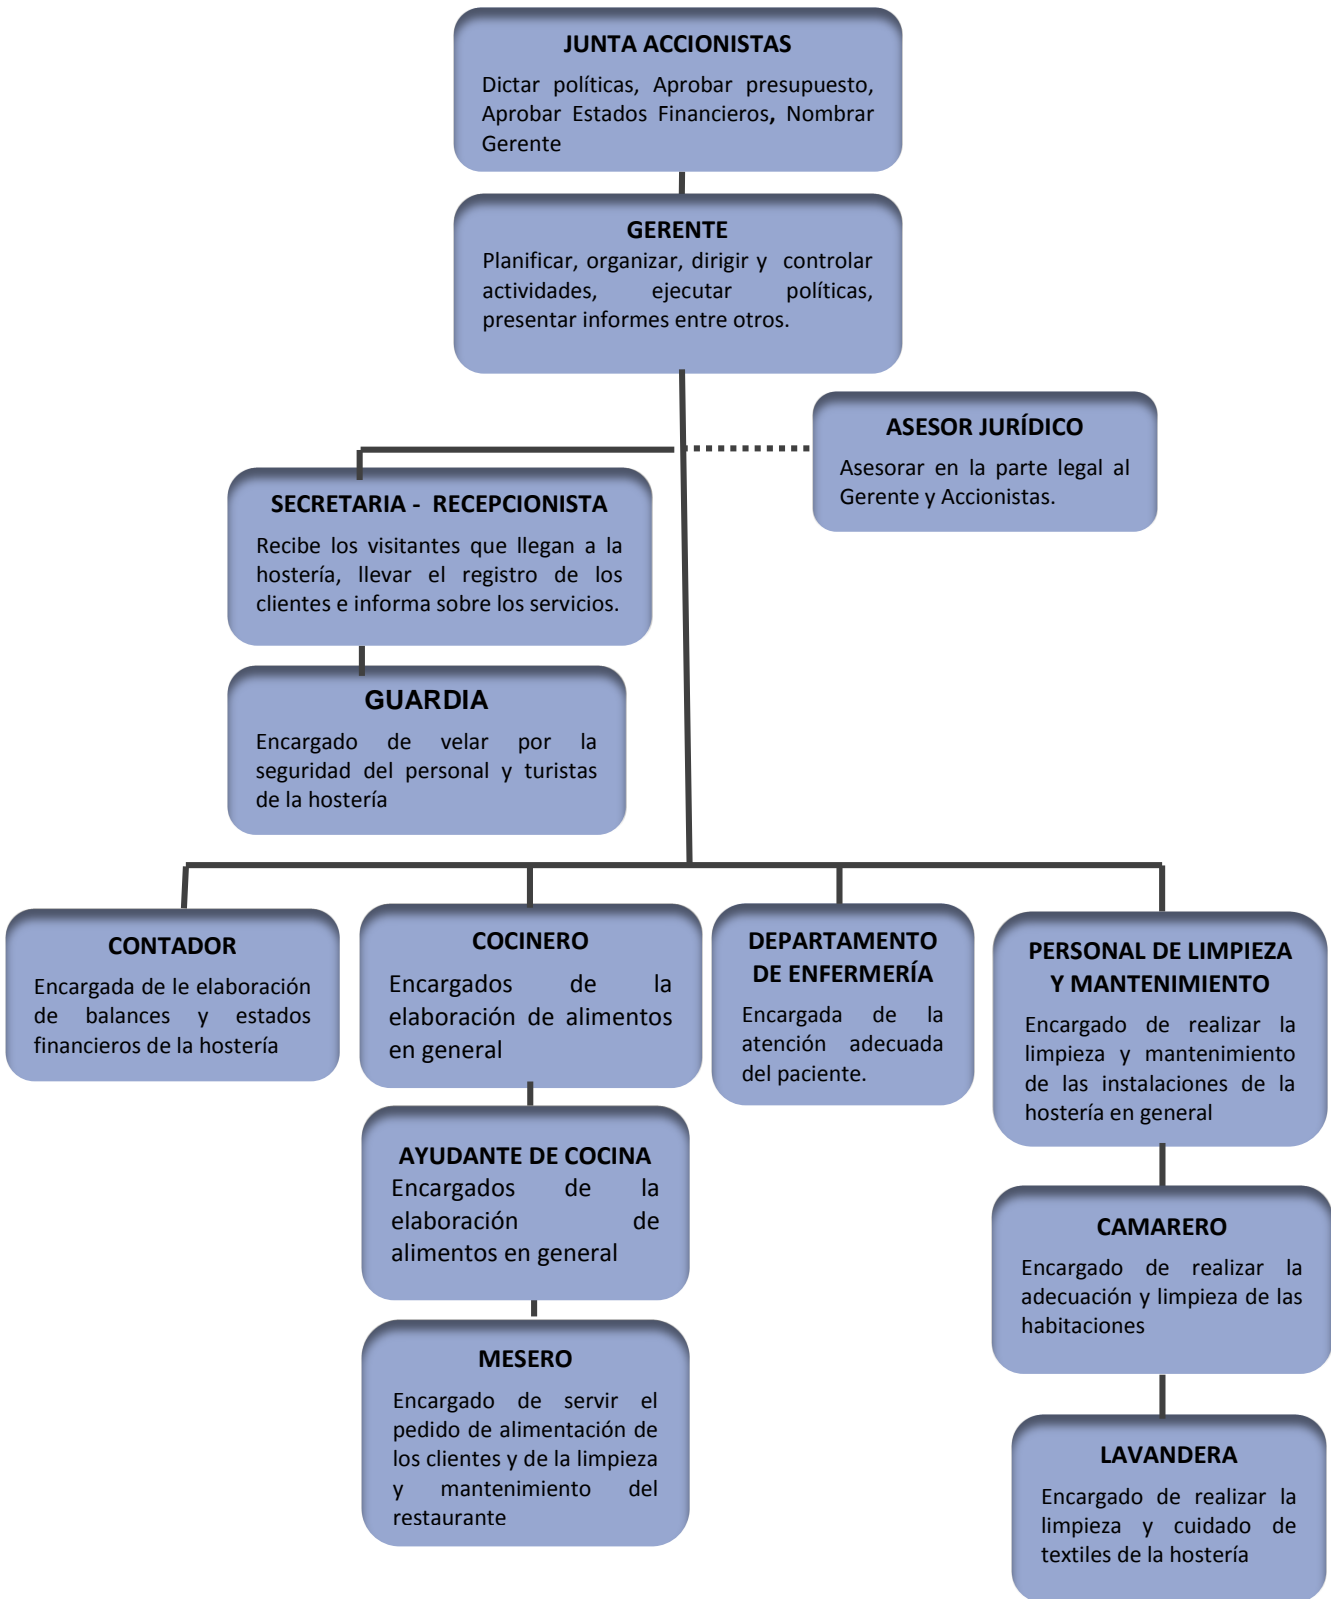 JUNTA ACCIONISTAS
Dictar políticas, Aprobar presupuesto,
Aprobar Estados Financieros, Nombrar
Gerente
GERENTE
Planificar, organizar, dirigir y controlar
actividades, ejecutar políticas,
presentar informes entre otros.
ASESOR JURÍDICO
Asesorar en la parte legal al
Gerente y Accionistas.
SECRETARIA - RECEPCIONISTA
Recibe los visitantes que llegan a la
hostería, llevar el registro de los
clientes e informa sobre los servicios.
GUARDIA
Encargado de velar por la
seguridad del personal y turistas
de la hostería
CONTADOR
Encargada de le elaboración
de balances y estados
financieros de la hostería
COCINERO
Encargados de la
elaboración de alimentos
en general
DEPARTAMENTO
DE ENFERMERÍA
Encargada de la
atención adecuada
del paciente.
PERSONAL DE LIMPIEZA
Y MANTENIMIENTO
Encargado de realizar la
limpieza y mantenimiento
de las instalaciones de la
hostería en general
AYUDANTE DE COCINA
Encargados de la
elaboración de
alimentos en general
CAMARERO
Encargado de realizar la
adecuación y limpieza de las
habitaciones
MESERO
Encargado de servir el
pedido de alimentación de
los clientes y de la limpieza
y mantenimiento del
restaurante
LAVANDERA
Encargado de realizar la
limpieza y cuidado de
textiles de la hostería